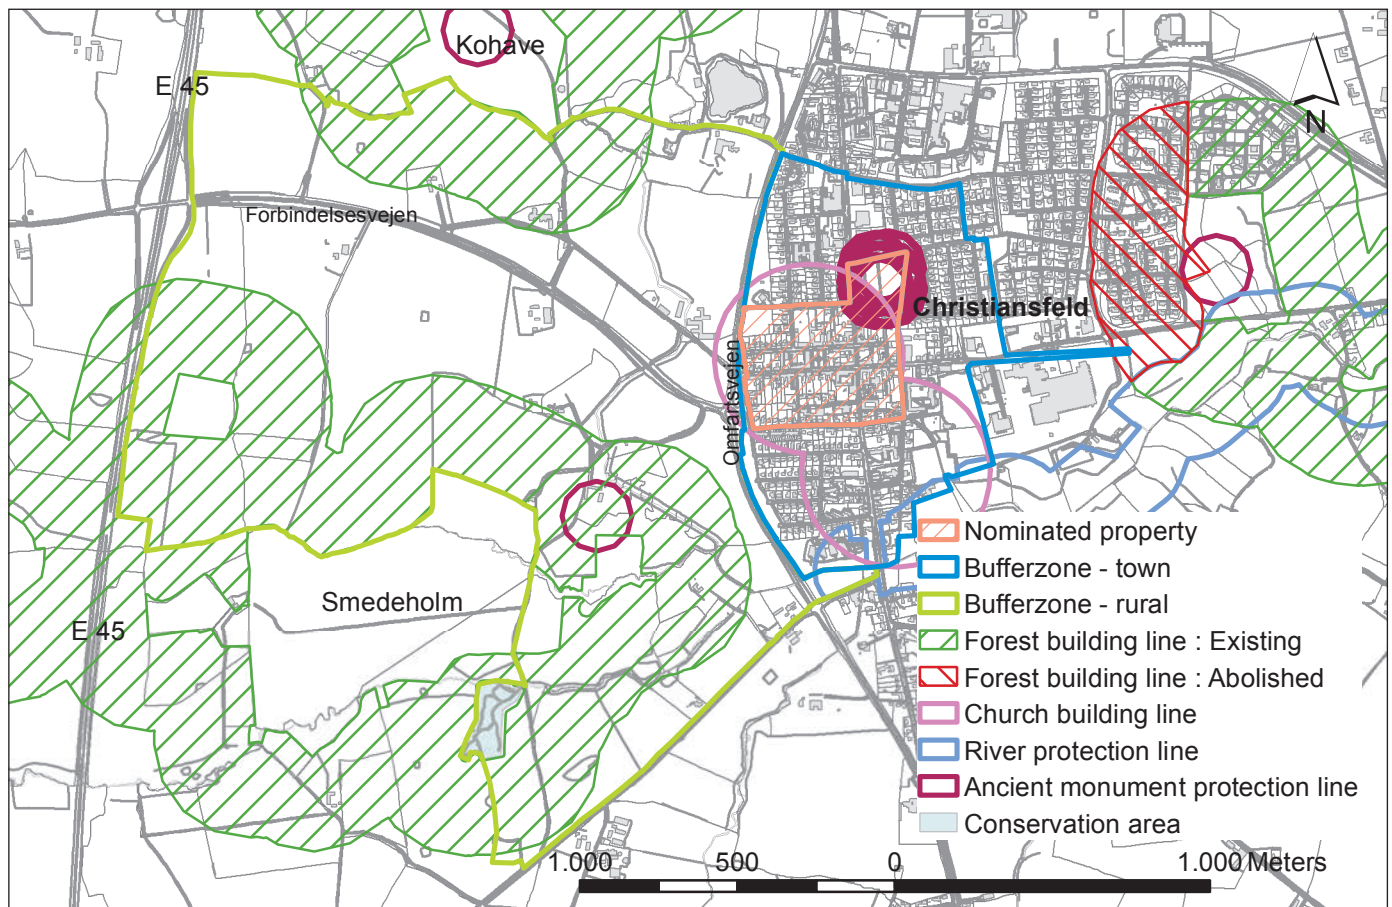 Kohave
E 45
N
Forbindelsesvejen
Christiansfeld
Omfartsvejen
Nominated property
Bufferzone - town
Bufferzone - rural
Smedeholm
E 45
Forest building line : Existing
Forest building line : Abolished
Church building line
River protection line
Ancient monument protection line
Conservation area
1.000 500 0 1.000 Meters